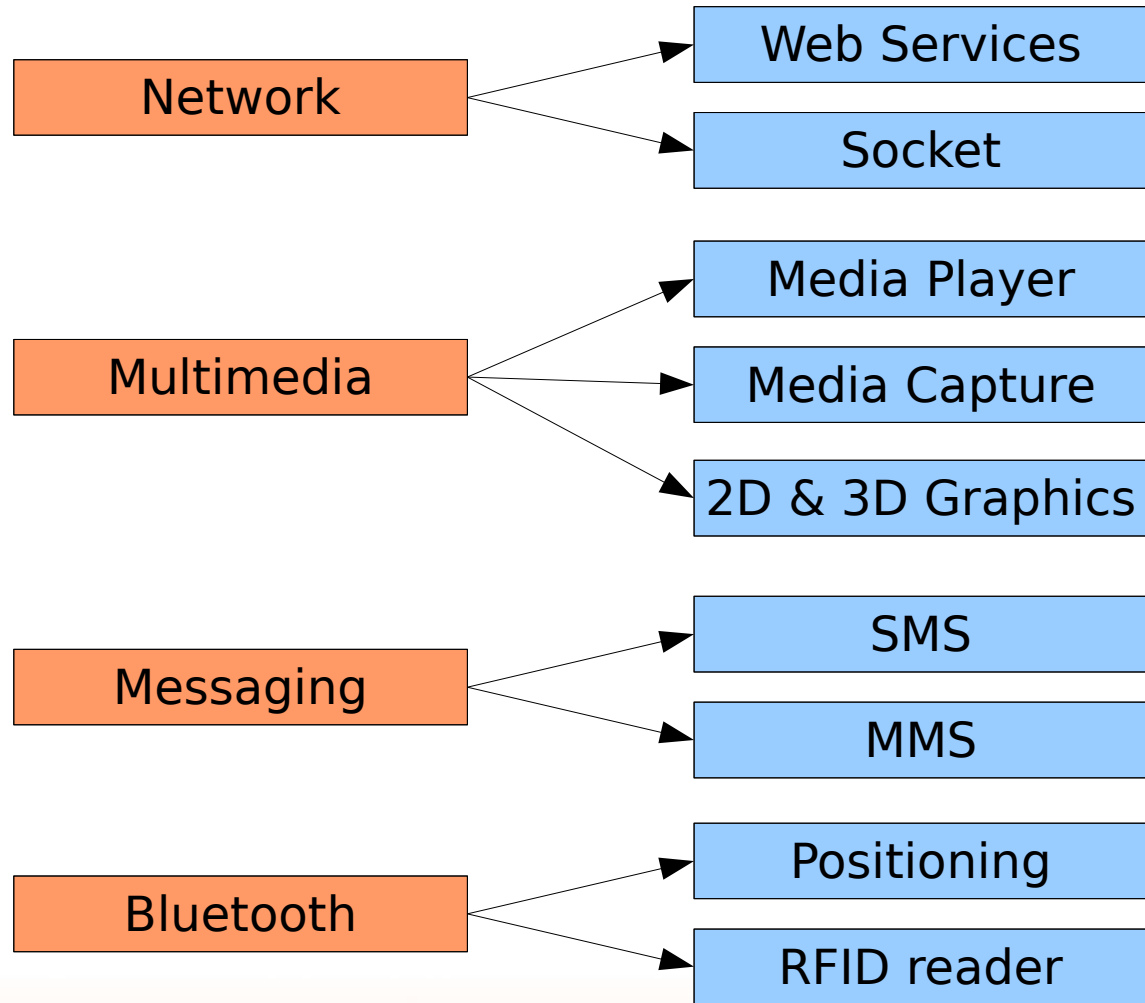 Network
Web Services
Socket
Multimedia
Media Player
Media Capture
2D & 3D Graphics
Messaging
SMS
MMS
Bluetooth
Positioning
RFID reader